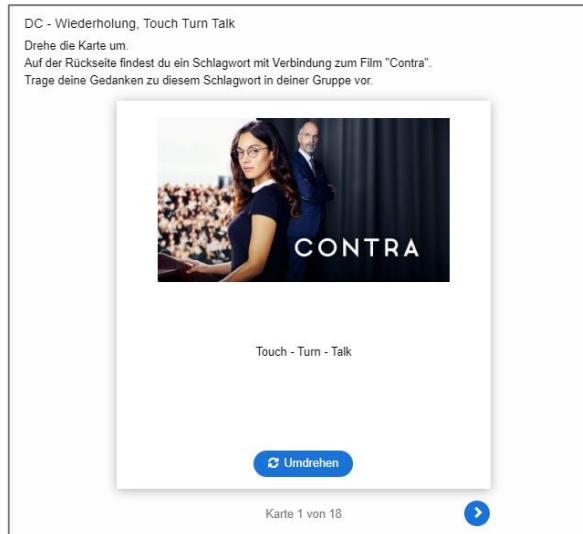 DC - Wiederholung, Touch Turn Talk
Drehe die Karte um.
Auf der Rückseite findest du ein Schlagwort mit Verbindung zum Film "Contra".
Trage deine Gedanken zu diesem Schlagwort in deiner Gruppe vor.
CONTRA
Touch - Turn - Talk
Umdrehen
Karte 1 von 18